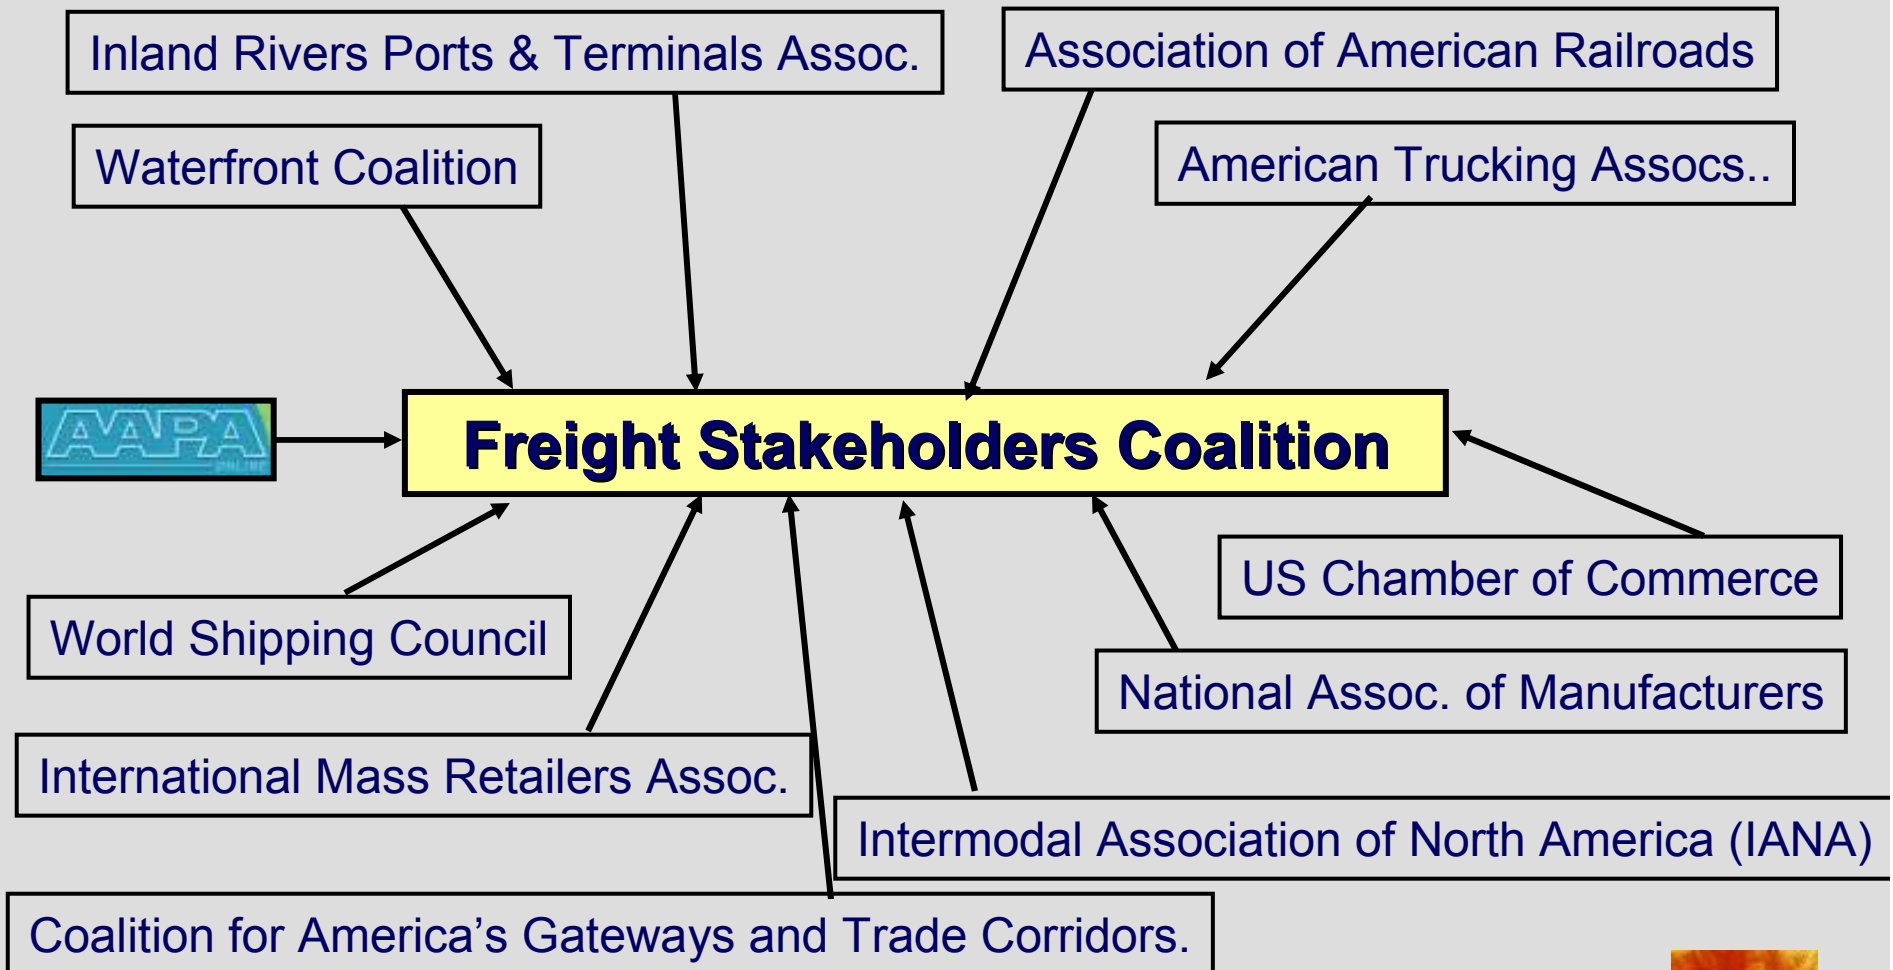 Inland Rivers Ports & Terminals Assoc.
Association of American Railroads
Waterfront Coalition
American Trucking Assocs..
AAPA
ONLINE
Freight Stakeholders Coalition
US Chamber of Commerce
World Shipping Council
National Assoc. of Manufacturers
International Mass Retailers Assoc.
Intermodal Association of North America (IANA)
Coalition for America’s Gateways and Trade Corridors.